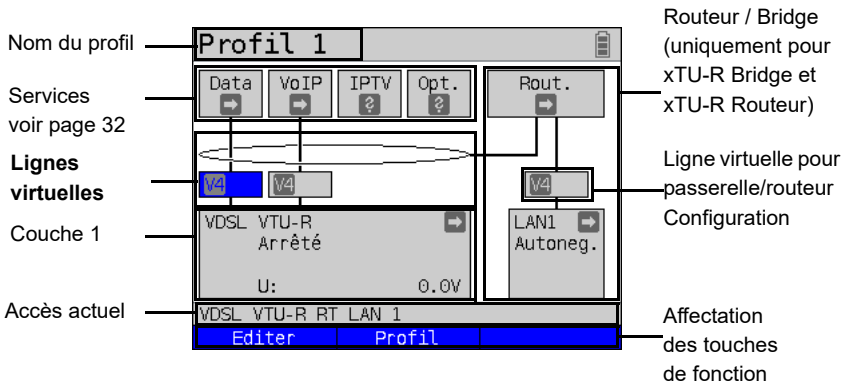 Nom du profil
Services
voir page 32
Lignes
virtuelles
Couche 1
Accès actuel
Profil 1
Data
VoIP
IPTV
Opt.
?
?
Rout.
V4
V4
V4
VDSL VTU-R
Arrêté
U: 0.0V
LAN1
Autoneg.
VDSL VTU-R RT LAN 1
Editer
Profil
Routeur / Bridge
(uniquement pour
xTU-R Bridge et
xTU-R Routeur)
Ligne virtuelle pour
passerelle/routeur
Configuration
Affectation
des touches
de fonction